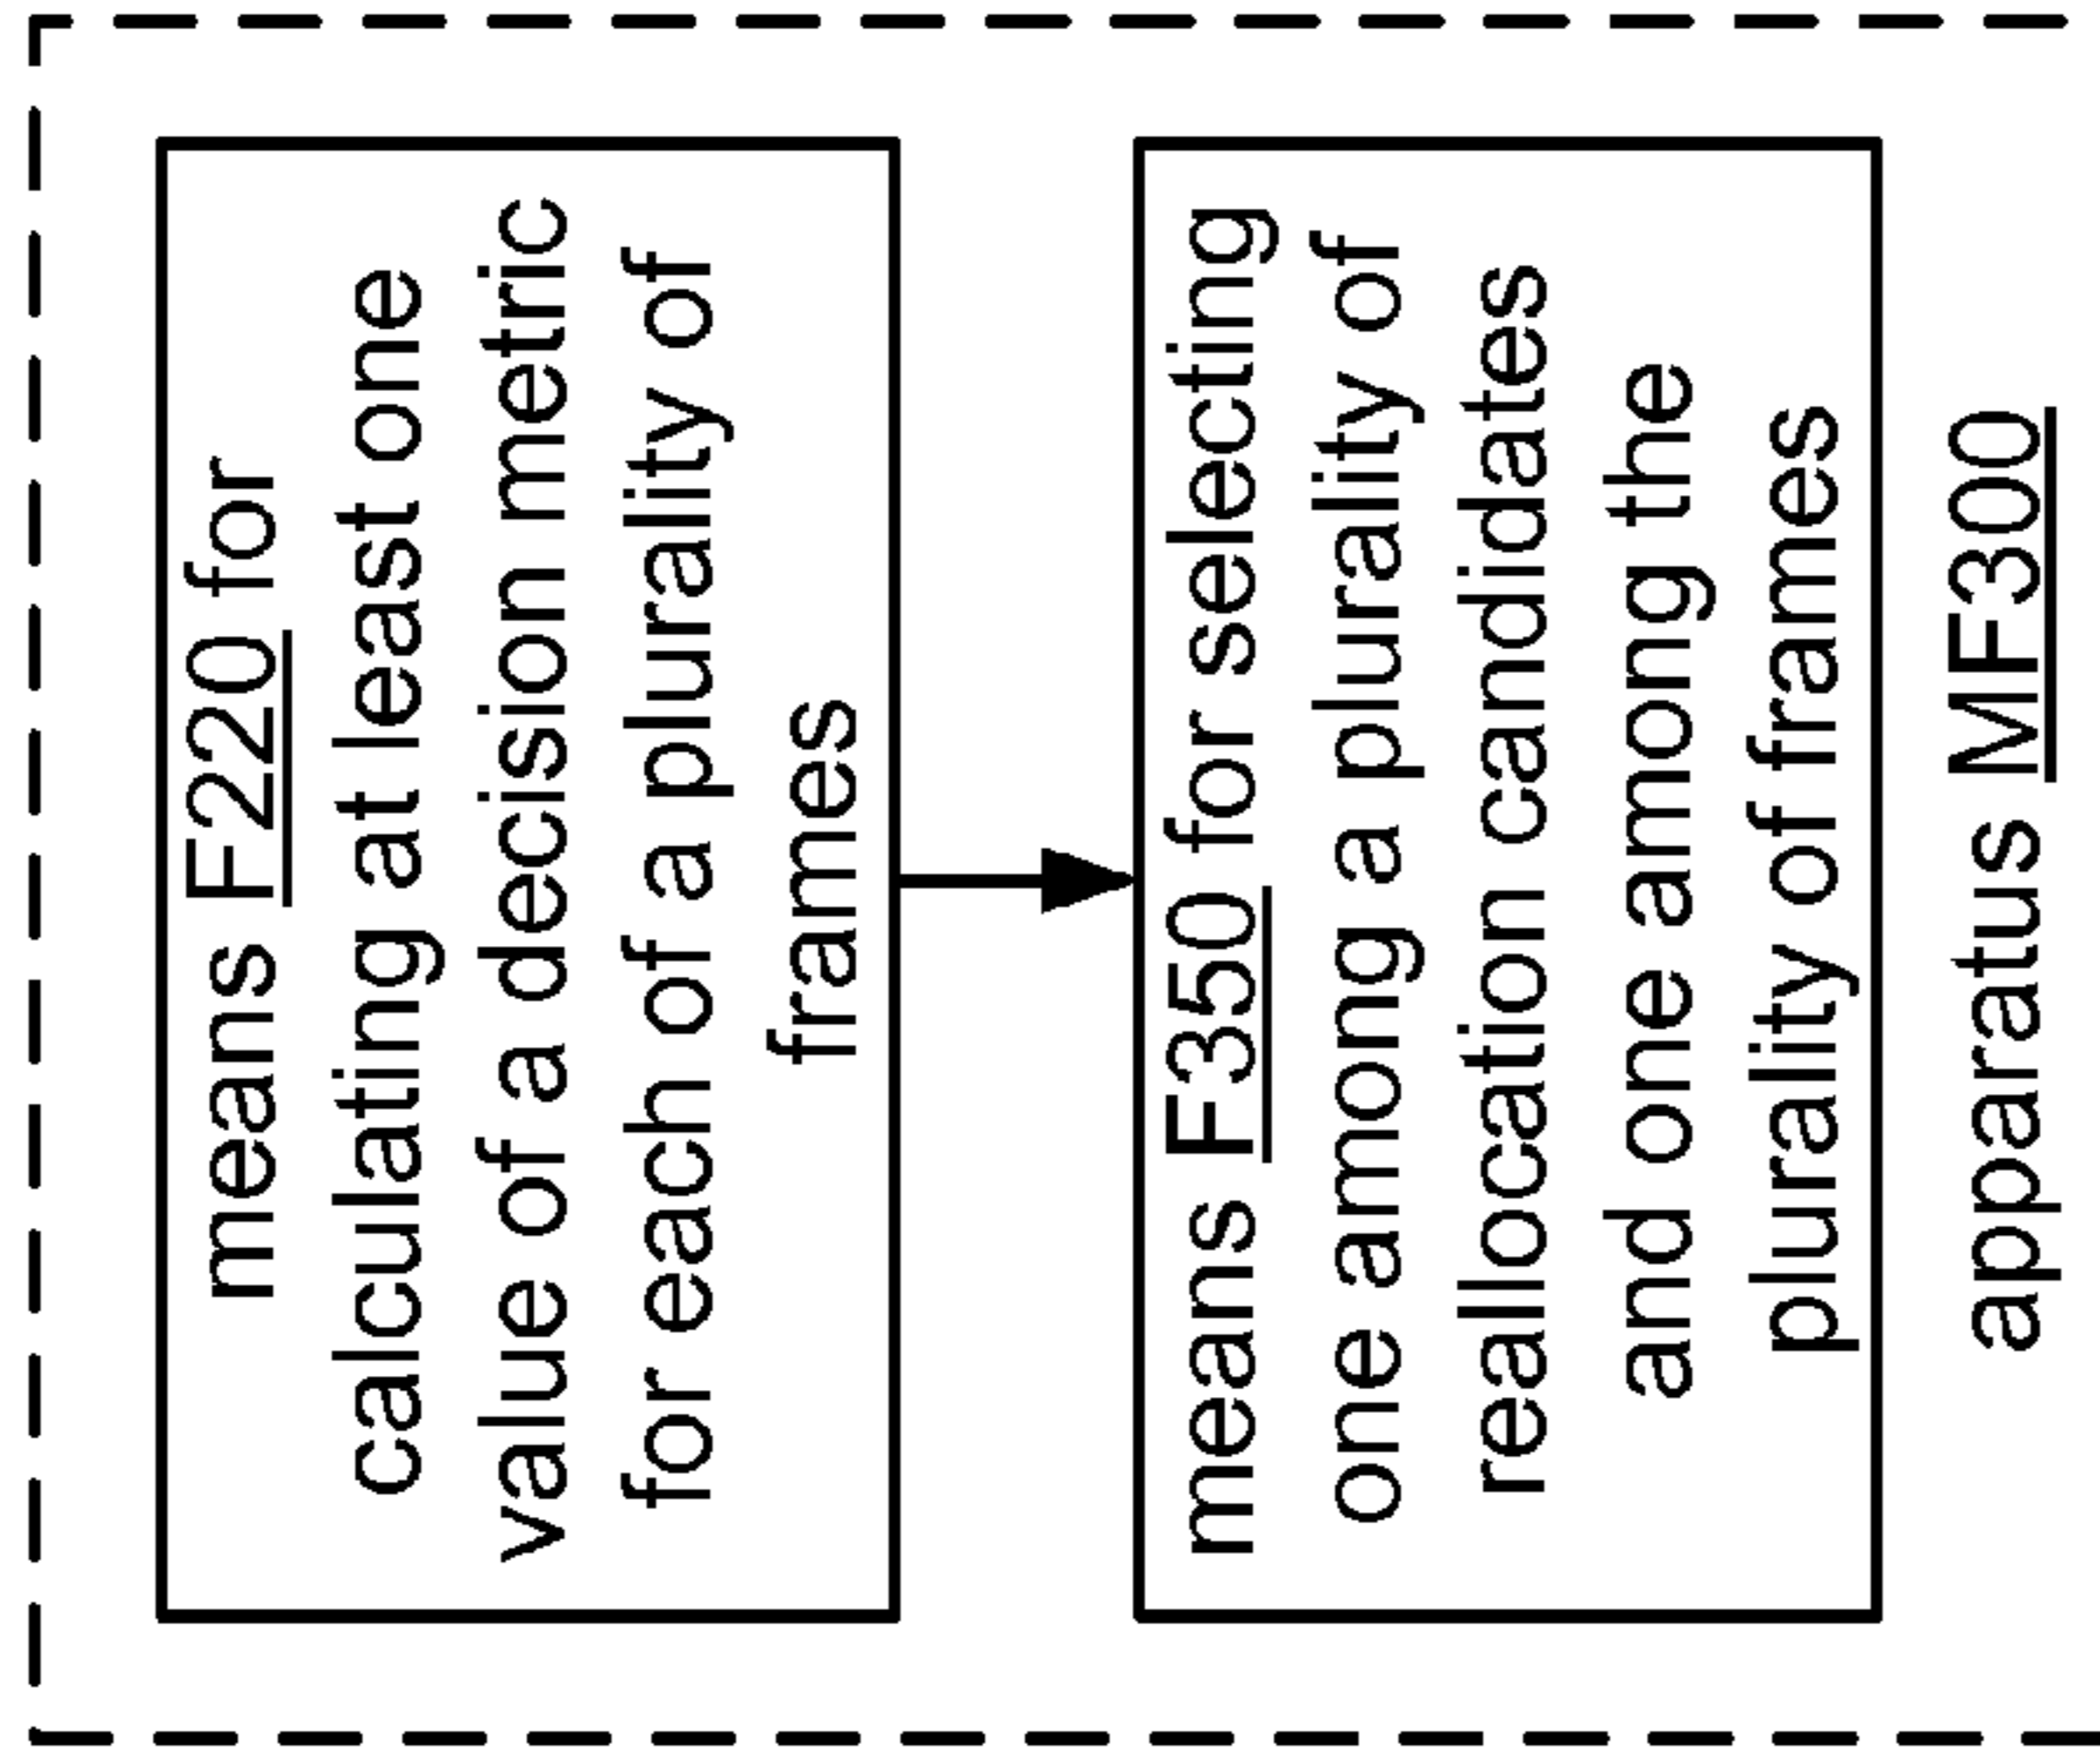 means F220 for
calculating at least one
value of a decision metric
for each of a plurality of
frames
means F350 for selecting
one among a plurality of
reallocation candidates
and one among the
plurality of frames
apparatus MF300